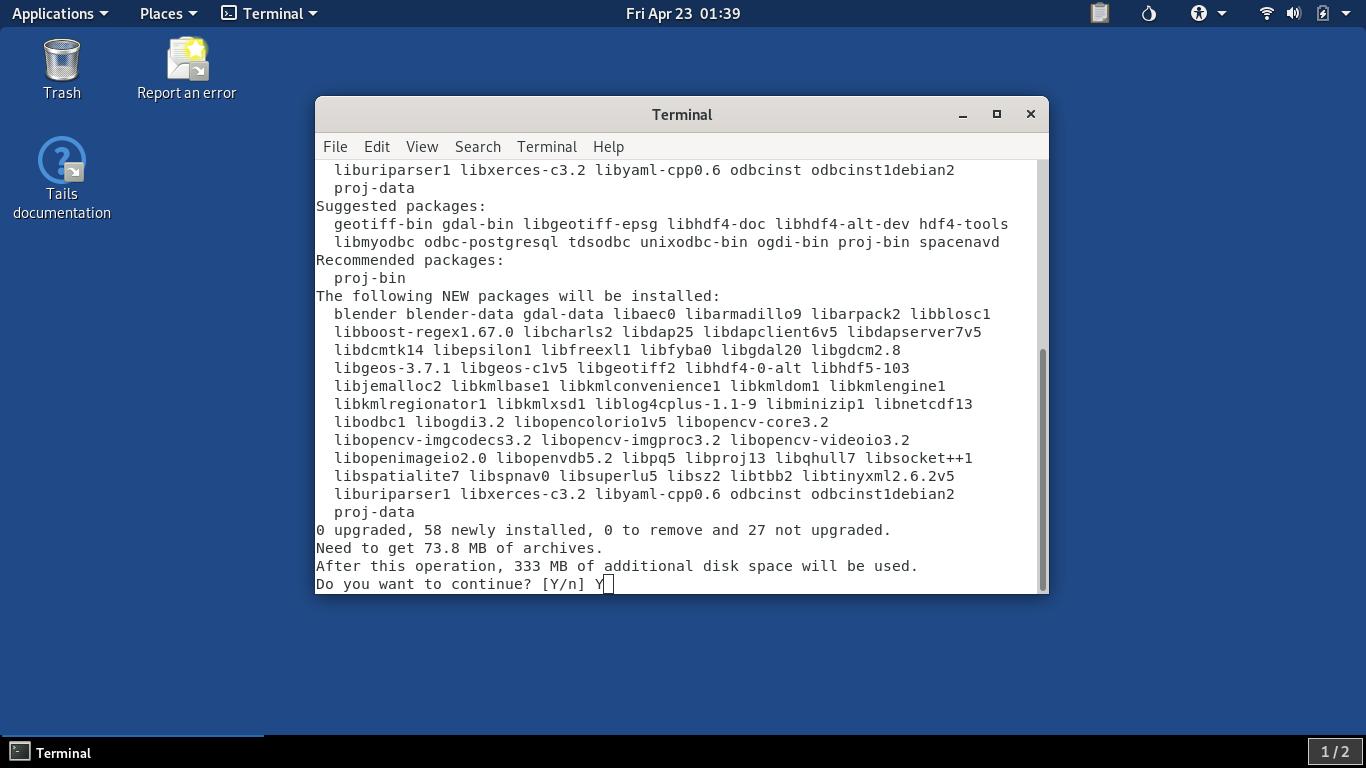 Applications Places Terminal Fri Apr 23 01:39
Trash
Report an error
Tails
documentation
Terminal
File Edit View Search Terminal Help
liburiparser1 libxerces-c3.2 libyaml-cpp0.6 odbcinst odbcinst1debian2
proj-data
Suggested packages:
geotiff-bin gdal-bin libgeotiff-epsg libhdf4-doc libhdf4-alt-dev hdf4-tools
libmyodbc odbc-postgresql tdsodbc unixodbc-bin ogdi-bin proj-bin spacenavd
Recommended packages:
proj-bin
The following NEW packages will be installed:
blender blender-data gdal-data libaec0 libarmadillo9 libarpack2 libblosc1
libboost-regex1.67.0 libcharls2 libdap25 libdapclient6v5 libdapserver7v5
libdcmtk14 libepsilon1 libfreexl1 libfyba0 libgdal20 libgdcm2.8
libgeos-3.7.1 libgeos-c1v5 libgeotiff2 libhdf4-0-alt libhdf5-103
libjemalloc2 libkmlbase1 libkmlconvenience1 libkmldom1 libkmlengine1
libkmlregionator1 libkmlxsd1 liblog4cplus-1.1-9 libminizip1 libnetcdf13
libodbc1 libogdi3.2 libopencolorio1v5 libopencv-core3.2
libopencv-imgcodecs3.2 libopencv-imgproc3.2 libopencv-videoio3.2
libopenimageio2.0 libopenvdb5.2 libpq5 libproj13 libqhull7 libsocket++1
libspatialite7 libspnav0 libsuperlu5 libsz2 libtbb2 libtinyxml2.6.2v5
liburiparser1 libxerces-c3.2 libyaml-cpp0.6 odbcinst odbcinst1debian2
proj-data
0 upgraded, 58 newly installed, 0 to remove and 27 not upgraded.
Need to get 73.8 MB of archives.
After this operation, 333 MB of additional disk space will be used.
Do you want to continue? [Y/n] Y
Terminal
1 / 2